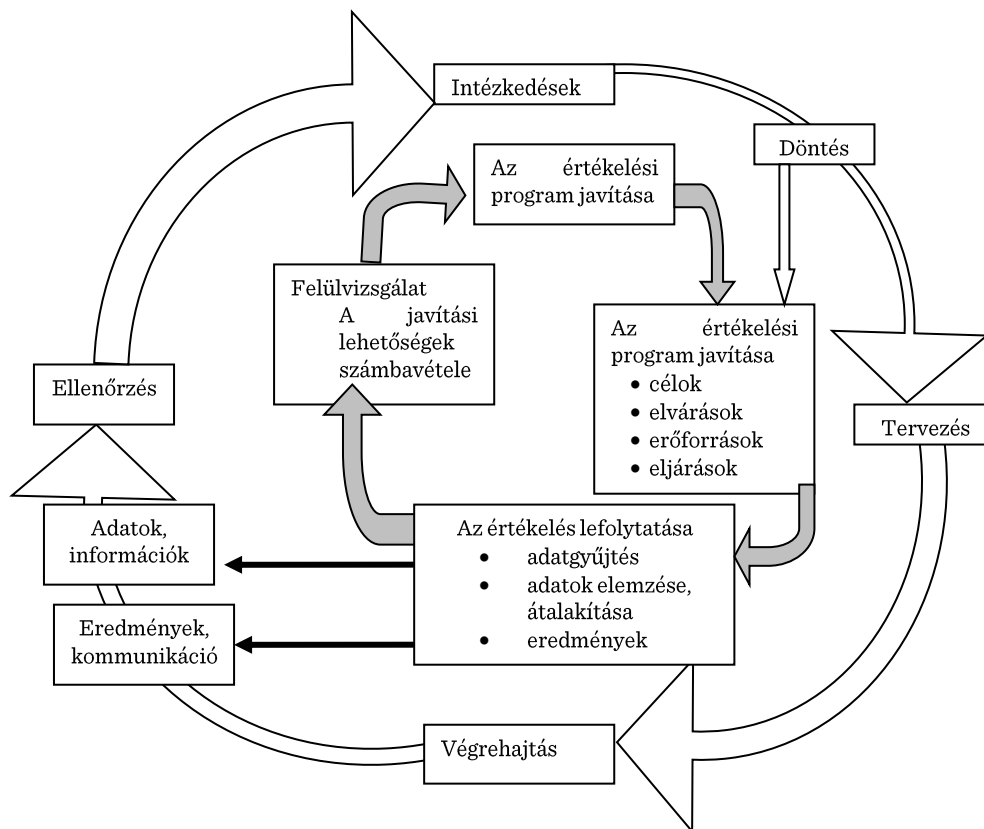 Intézkedések
Döntés
Az értékelési
program javítása
Felülvizsgálat
A javítási
lehetőségek
számbavétele
Az értékelési
program javítása
• célok
• elvárások
• erőforrások
• eljárások
Ellenőrzés
Tervezés
Adatok,
információk
Az értékelés lefolytatása
• adatgyűjtés
• adatok elemzése,
átalakítása
• eredmények
Eredmények,
kommunikáció
Végrehajtás